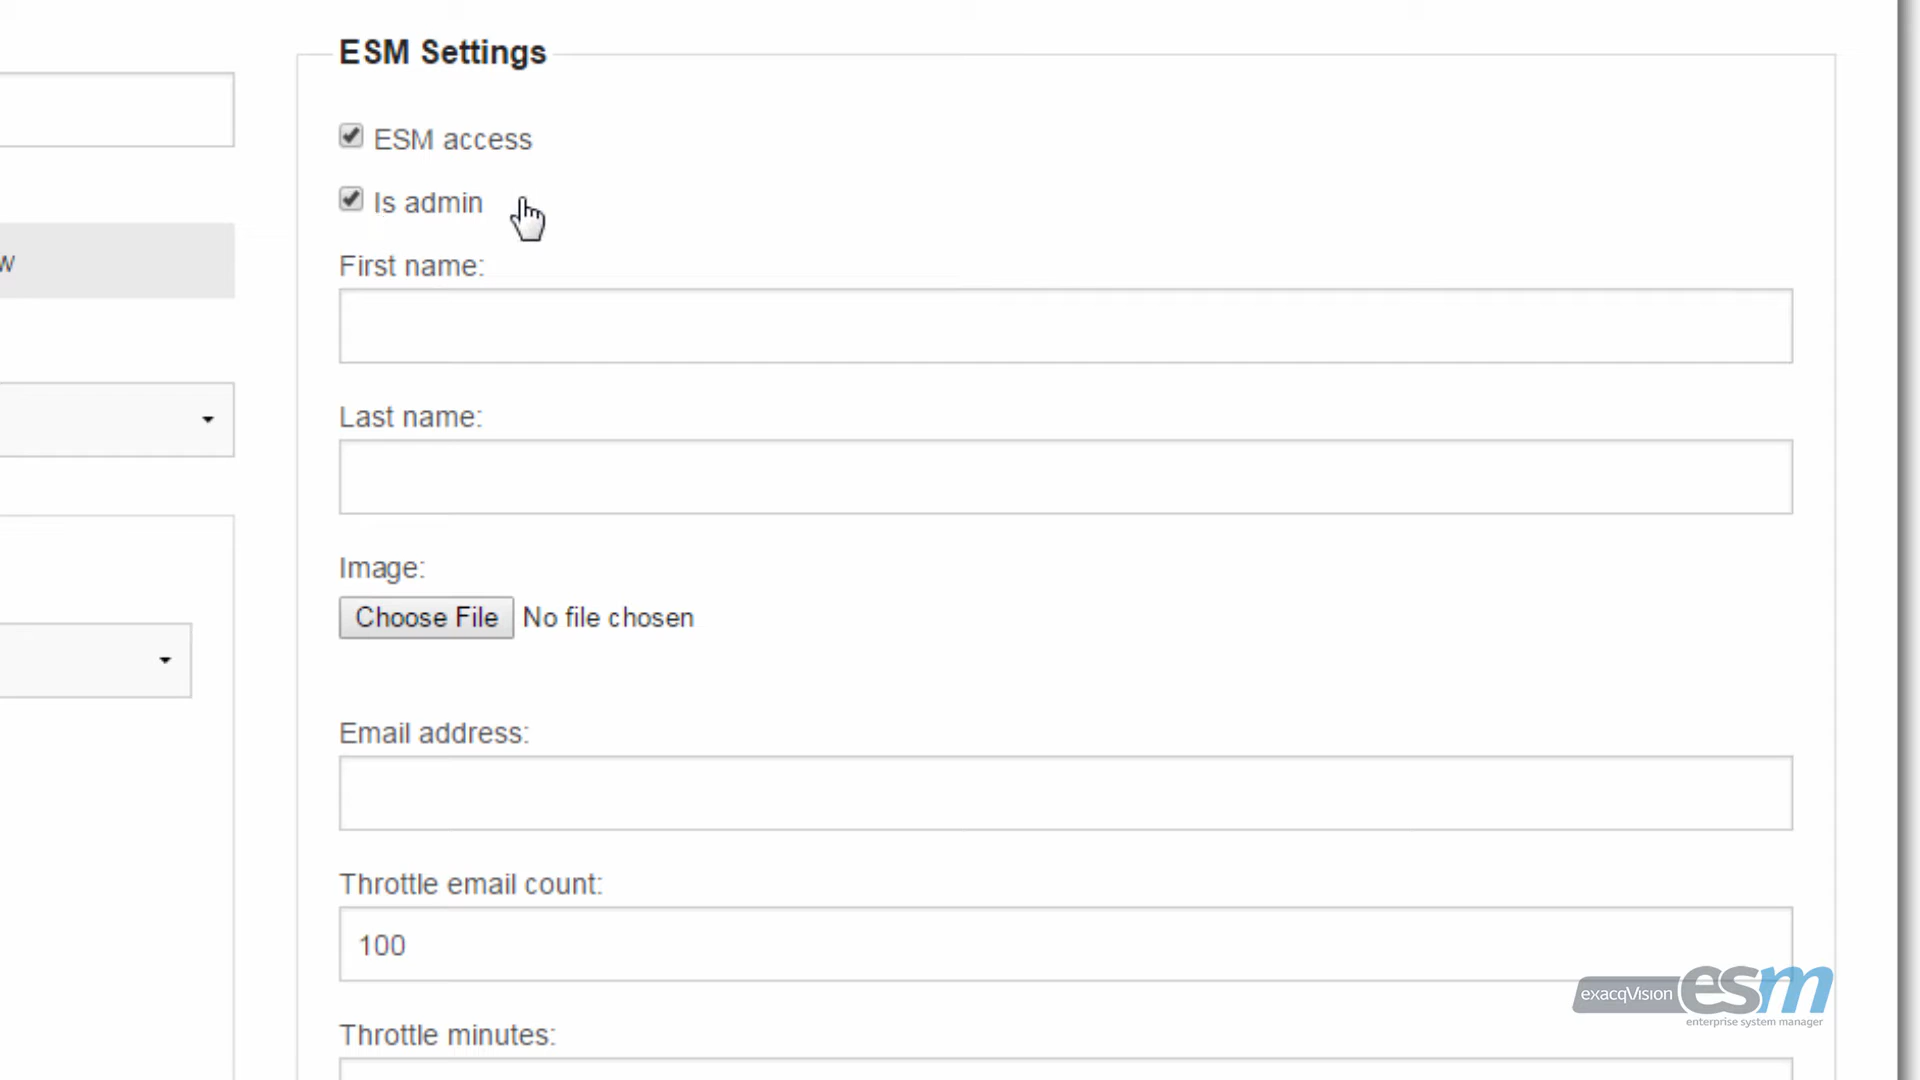 ESM Settings
ESM access
Is admin
w
First name:
Last name:
Image:
Choose File No file chosen
Email address:
Throttle email count:
100
exacqVision esm
enterprise system manager
Throttle minutes: